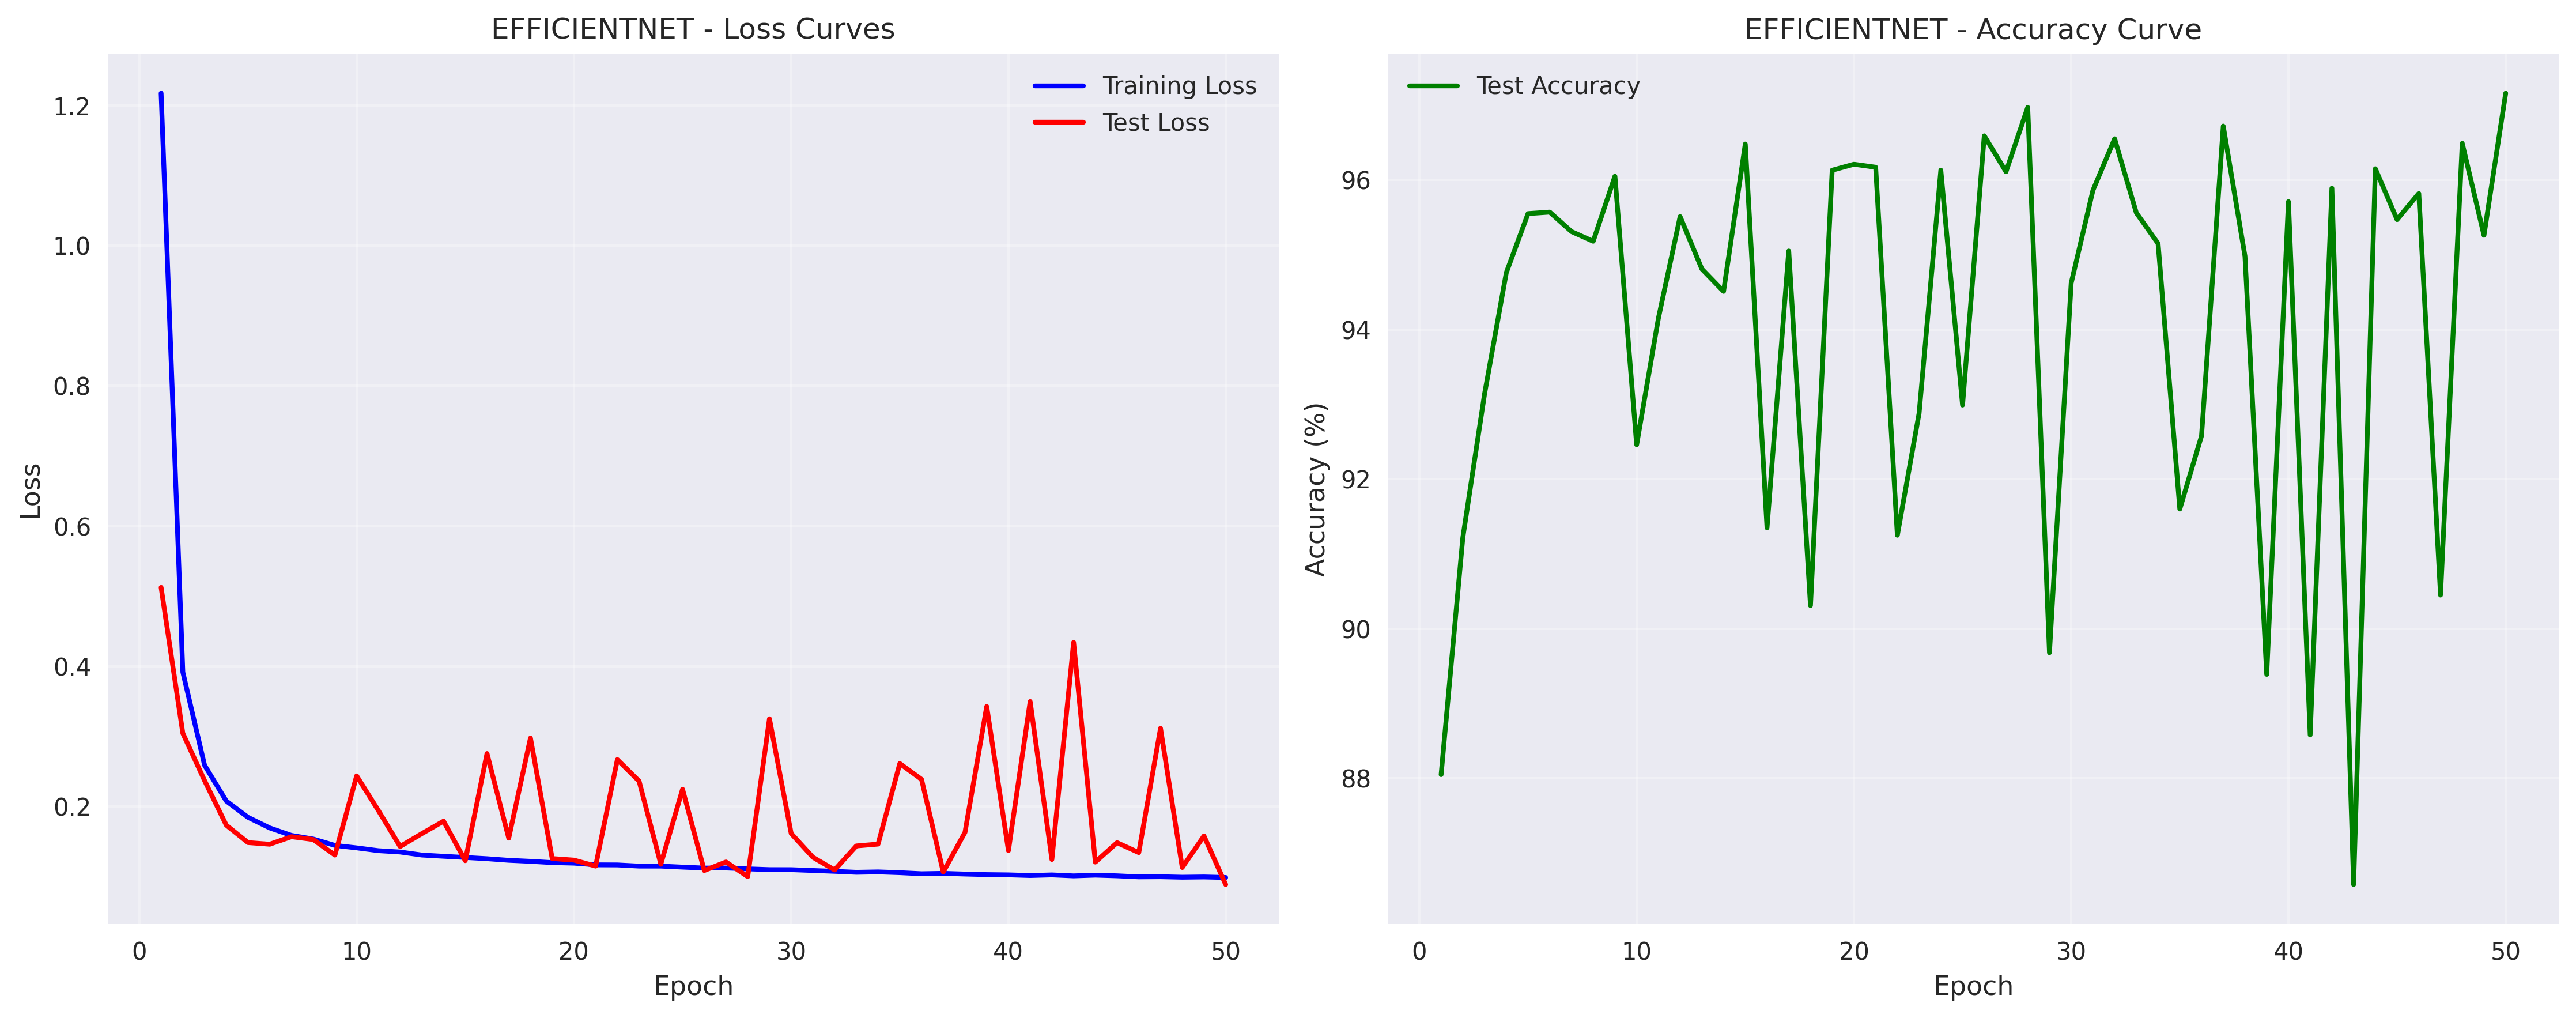 EFFICIENTNET - Loss Curves
Training Loss
Test Loss
1.2
1.0
0.8
0.6
0.4
0.2
Loss
0 10 20 30 40 50
Epoch
EFFICIENTNET - Accuracy Curve
Test Accuracy
96
94
92
90
88
Accuracy (%)
0 10 20 30 40 50
Epoch